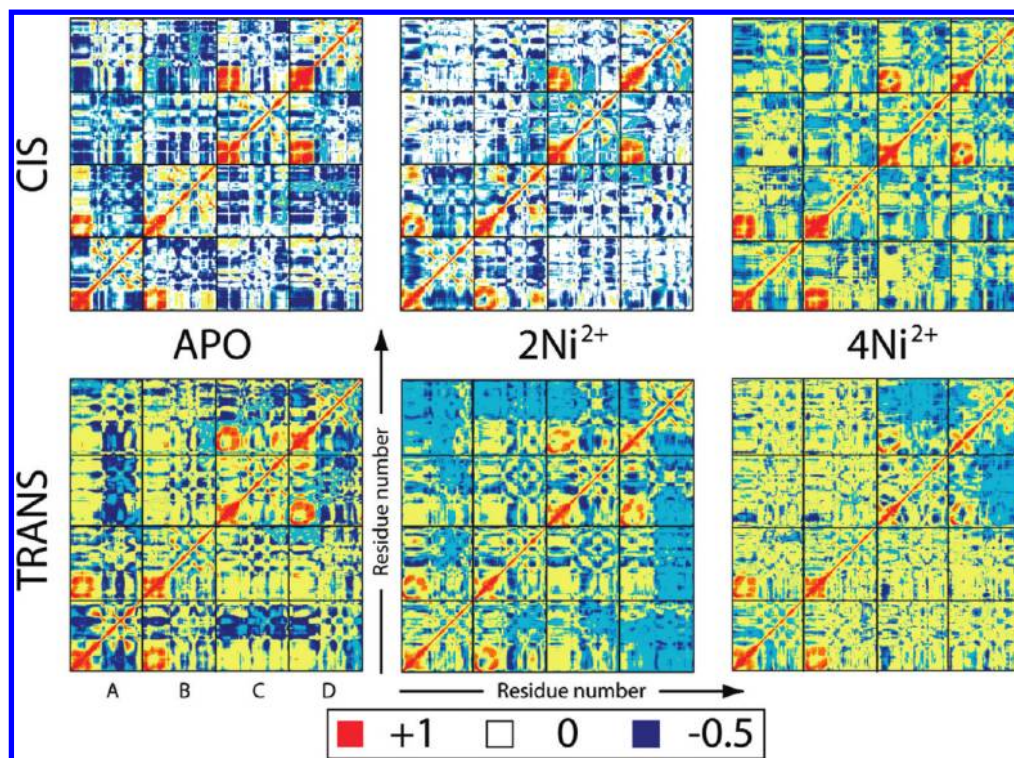 CIS
APO
2Ni²⁺
4Ni²⁺
TRANS
Residue number
A B C D
Residue number
+1 0 -0.5